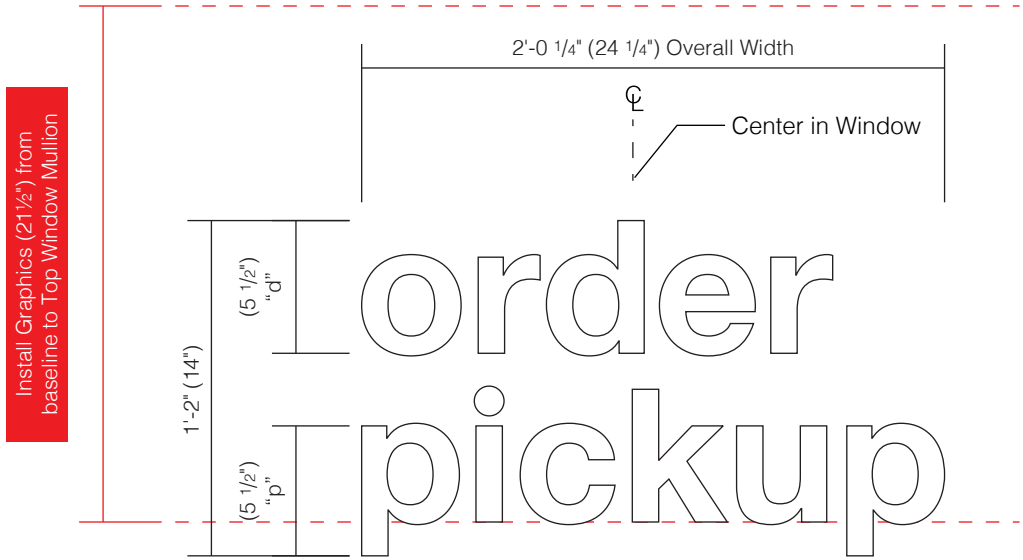 2'-0 1/4" (24 1/4") Overall Width
℄
Center in Window
Install Graphics (21½") from
baseline to Top Window Mullion
1'-2" (14")
(5 1/2")
“d”
order
(5 1/2")
“p”
pickup